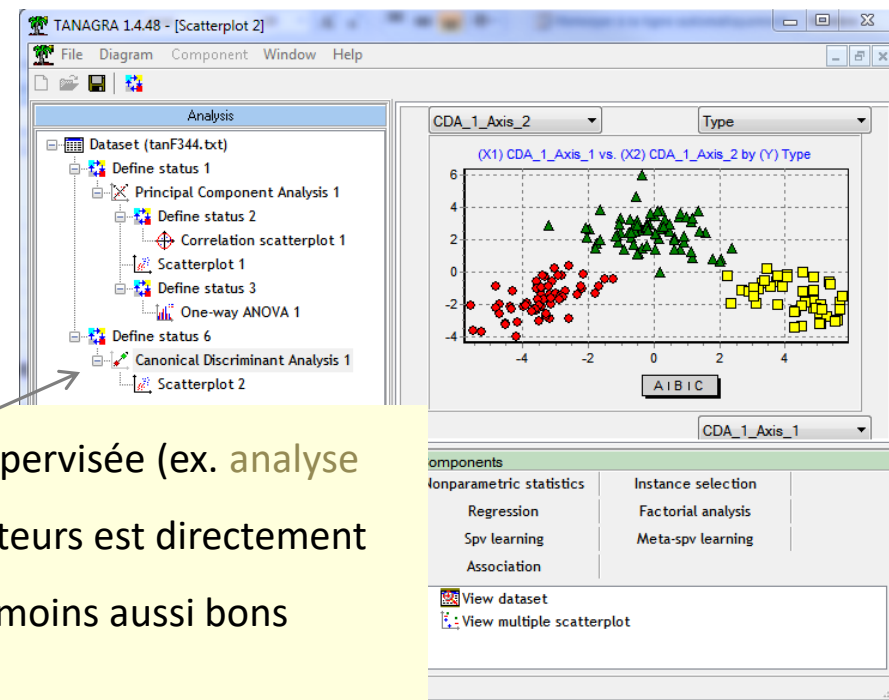 TANAGRA 1.4.48 - [Scatterplot 2]
File Diagram Component Window Help
Analysis
Dataset (tanF344.txt)
Define status 1
Principal Component Analysis 1
Define status 2
Correlation scatterplot 1
Scatterplot 1
Define status 3
One-way ANOVA 1
Define status 6
Canonical Discriminant Analysis 1
Scatterplot 2
CDA_1_Axis_2
Type
(X1) CDA_1_Axis_1 vs. (X2) CDA_1_Axis_2 by (Y) Type
6
4
2
0
-2
-4
-4 -2 0 2 4
A|B|C
CDA_1_Axis_1
pervisée (ex. analyse
teurs est directement
moins aussi bons
omponents
Nonparametric statistics Instance selection
Regression Factorial analysis
Spv learning Meta-spv learning
Association
View dataset
View multiple scatterplot